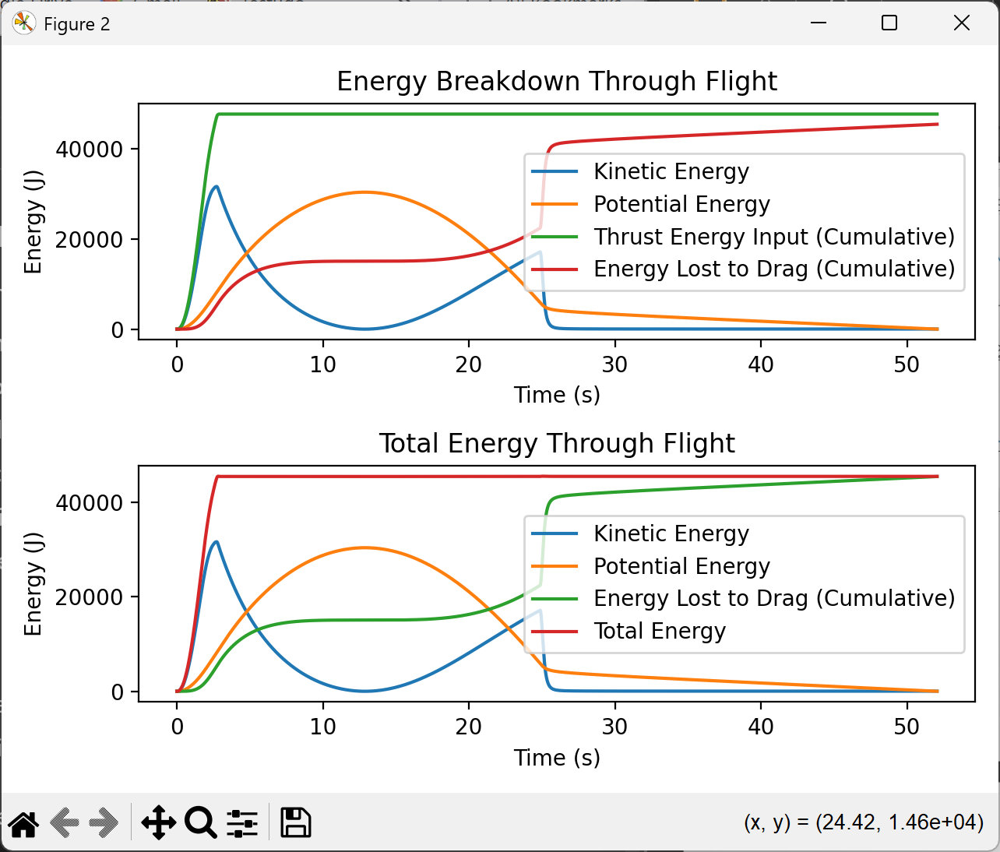 Figure 2
Energy Breakdown Through Flight
Energy (J)
40000
20000
0
Kinetic Energy
Potential Energy
Thrust Energy Input (Cumulative)
Energy Lost to Drag (Cumulative)
0 10 20 30 40 50
Time (s)
Total Energy Through Flight
Energy (J)
40000
20000
0
Kinetic Energy
Potential Energy
Energy Lost to Drag (Cumulative)
Total Energy
0 10 20 30 40 50
Time (s)
(x, y) = (24.42, 1.46e+04)